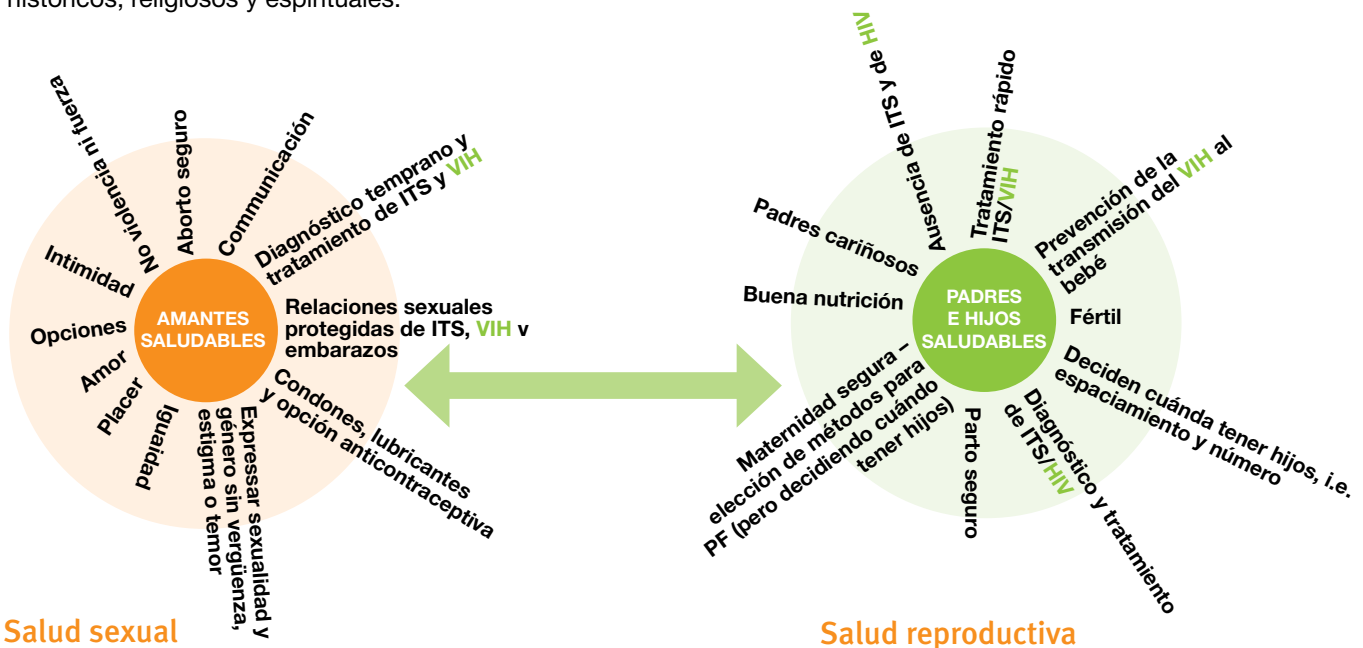 históricos, religiosos y espirituales.
No violencia ni fuerza
Aborto seguro
Communicación
Diagnóstico temprano y
tratamiento de ITS y VIH
Relaciones sexuales
protegidas de ITS, VIH v
embarazos
Condones, lubricantes
y opción anticontraceptiva
Expressar sexualidad y
género sin vergüenza,
estigma o temor
Igualdad
Placer
Amor
Opciones
Intimidad
AMANTES
SALUDABLES
Salud sexual
Ausencia de ITS y de HIV
Tratamiento rápido
ITS/VIH
Prevención de la
transmisión del VIH al
bebé
Fértil
Deciden cuánda tener hijos, i.e.
espaciamiento y número
Diagnóstico y tratamiento
de ITS/HIV
Parto seguro
Maternidad segura –
elección de métodos para
PF (pero decidiendo cuándo
tener hijos)
Buena nutrición
Padres cariñosos
PADRES
E HIJOS
SALUDABLES
Salud reproductiva